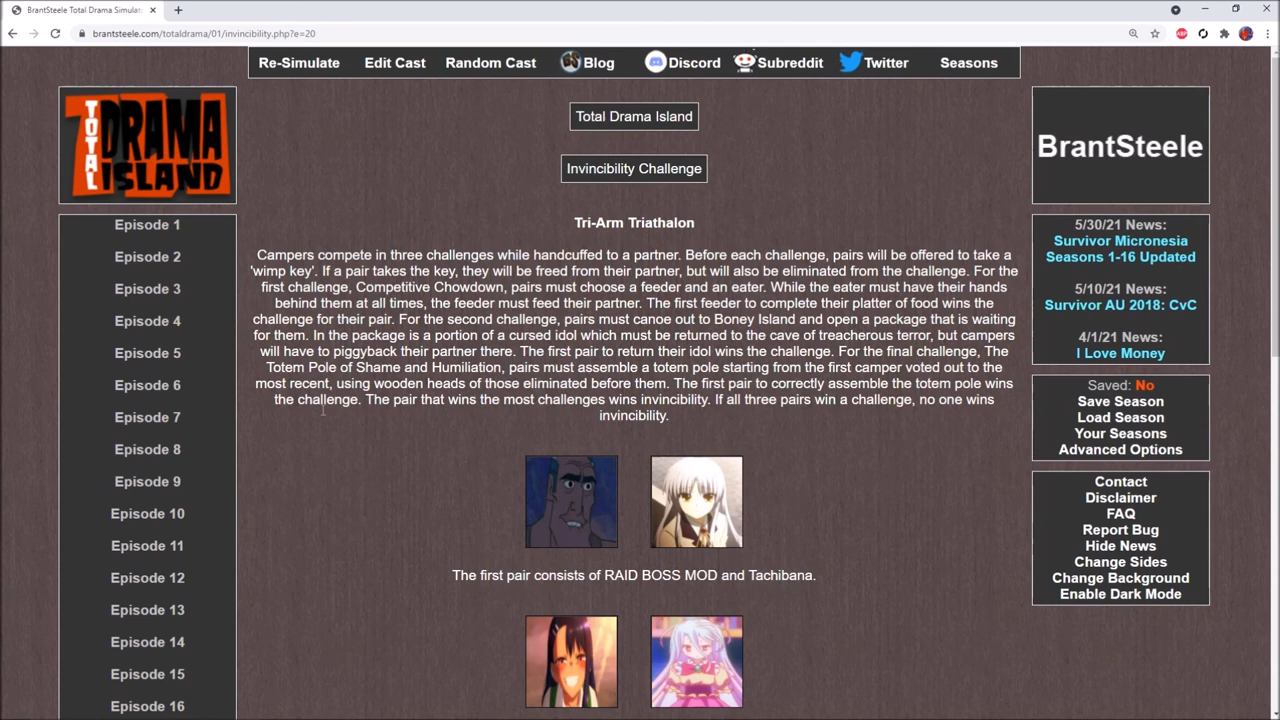 BrantSteele Total Drama Simulat
brantsteele.com/totaldrama/01/invincibility.php?e=20
Re-Simulate Edit Cast Random Cast Blog Discord Subreddit Twitter Seasons
TOTAL DRAMA ISLAND
Episode 1
Episode 2
Episode 3
Episode 4
Episode 5
Episode 6
Episode 7
Episode 8
Episode 9
Episode 10
Episode 11
Episode 12
Episode 13
Episode 14
Episode 15
Episode 16
Total Drama Island
Invincibility Challenge
Tri-Arm Triathalon
Campers compete in three challenges while handcuffed to a partner. Before each challenge, pairs will be offered to take a
'wimp key'. If a pair takes the key, they will be freed from their partner, but will also be eliminated from the challenge. For the
first challenge, Competitive Chowdown, pairs must choose a feeder and an eater. While the eater must have their hands
behind them at all times, the feeder must feed their partner. The first feeder to complete their platter of food wins the
challenge for their pair. For the second challenge, pairs must canoe out to Boney Island and open a package that is waiting
for them. In the package is a portion of a cursed idol which must be returned to the cave of treacherous terror, but campers
will have to piggyback their partner there. The first pair to return their idol wins the challenge. For the final challenge, The
Totem Pole of Shame and Humiliation, pairs must assemble a totem pole starting from the first camper voted out to the
most recent, using wooden heads of those eliminated before them. The first pair to correctly assemble the totem pole wins
the challenge. The pair that wins the most challenges wins invincibility. If all three pairs win a challenge, no one wins
invincibility.
The first pair consists of RAID BOSS MOD and Tachibana.
BrantSteele
5/30/21 News:
Survivor Micronesia
Seasons 1-16 Updated
5/10/21 News:
Survivor AU 2018: CvC
4/1/21 News:
I Love Money
Saved: No
Save Season
Load Season
Your Seasons
Advanced Options
Contact
Disclaimer
FAQ
Report Bug
Hide News
Change Sides
Change Background
Enable Dark Mode